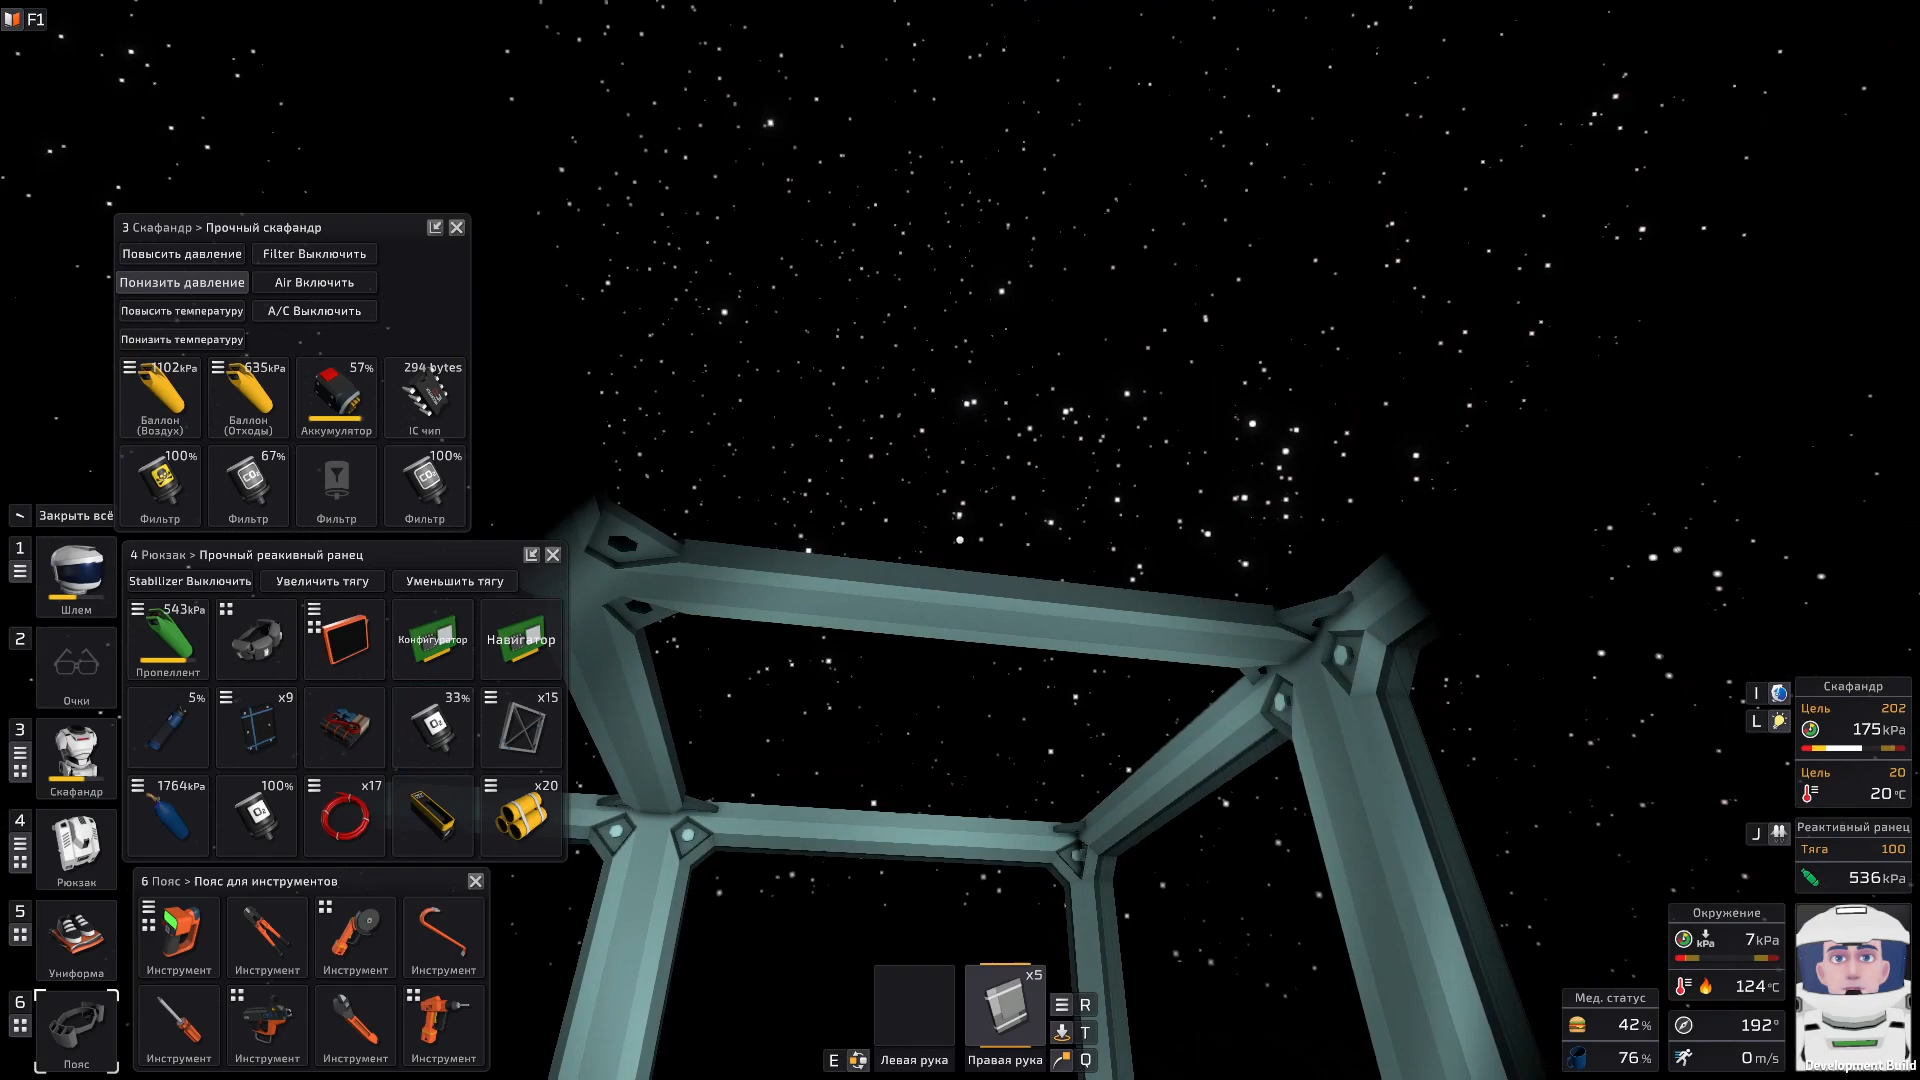 F1
3 Скафандр > Прочный скафандр
Повысить давление
Filter Выключить
Понизить давление
Air Включить
Повысить температуру
A/C Выключить
Понизить температуру
1102kPa
635kPa
57%
294 bytes
Баллон (Воздух)
Баллон (Отходы)
Аккумулятор
IC чип
100%
67%
100%
Фильтр
Фильтр
Фильтр
Фильтр
Закрыть всё
1
Шлем
2
Очки
3
Скафандр
4
Рюкзак
5
Униформа
6
Пояс
4 Рюкзак > Прочный реакивный ранец
Stabilizer Выключить
Увеличить тягу
Уменьшить тягу
543kPa
Конфигуратор
Навигатор
Пропеллент
5%
x9
33%
x15
1764kPa
100%
x17
x20
6 Пояс > Пояс для инструментов
Инструмент
Инструмент
Инструмент
Инструмент
Инструмент
Инструмент
Инструмент
Инструмент
x5
R
T
E
Левая рука
Правая рука
Q
I
L
Скафандр
Цель 202
175kPa
Цель 20
20°C
J
Реактивный ранец
Тяга 100
536kPa
Окружение
kPa
7kPa
124°C
192°
0m/s
Мед. статус
42%
76%
Development Build